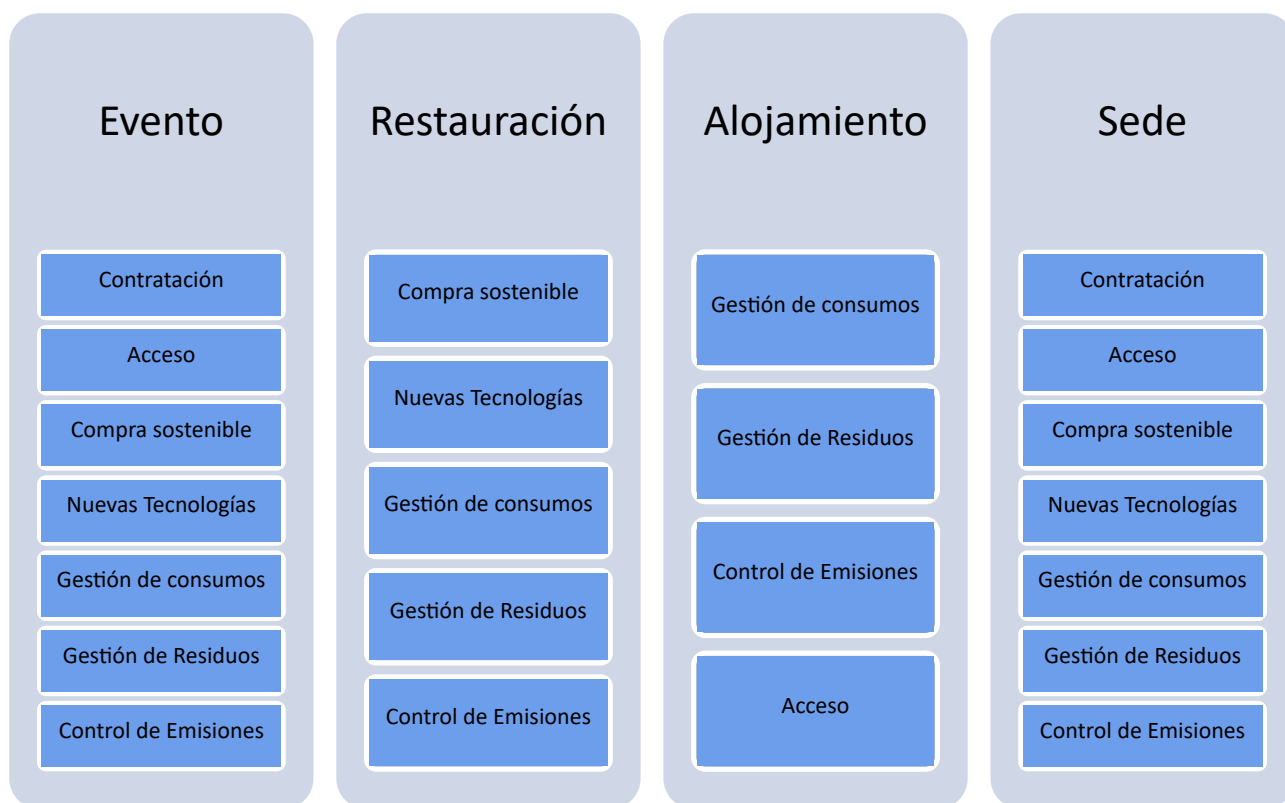 Evento
Contratación
Acceso
Compra sostenible
Nuevas Tecnologías
Gestión de consumos
Gestión de Residuos
Control de Emisiones
Restauración
Compra sostenible
Nuevas Tecnologías
Gestión de consumos
Gestión de Residuos
Control de Emisiones
Alojamiento
Gestión de consumos
Gestión de Residuos
Control de Emisiones
Acceso
Sede
Contratación
Acceso
Compra sostenible
Nuevas Tecnologías
Gestión de consumos
Gestión de Residuos
Control de Emisiones